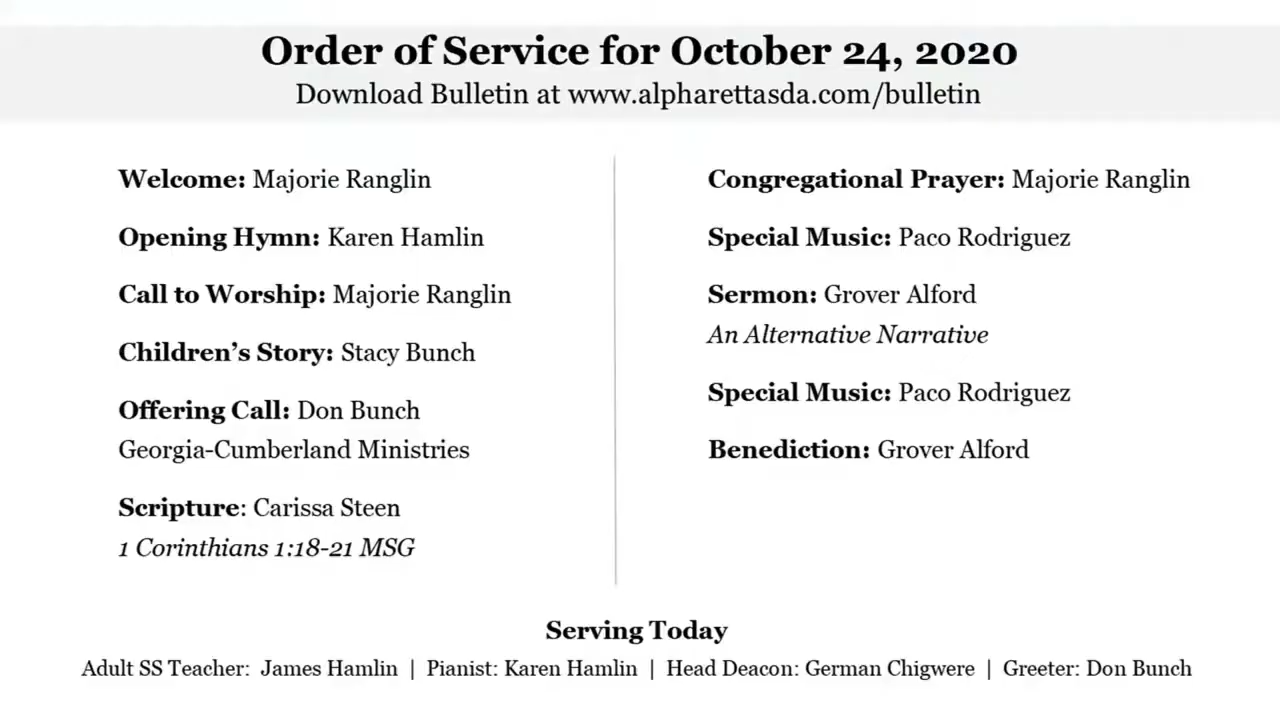 Order of Service for October 24, 2020
Download Bulletin at www.alpharettasda.com/bulletin
Welcome: Majorie Ranglin
Opening Hymn: Karen Hamlin
Call to Worship: Majorie Ranglin
Children’s Story: Stacy Bunch
Offering Call: Don Bunch
Georgia-Cumberland Ministries
Scripture: Carissa Steen
1 Corinthians 1:18-21 MSG
Congregational Prayer: Majorie Ranglin
Special Music: Paco Rodriguez
Sermon: Grover Alford
An Alternative Narrative
Special Music: Paco Rodriguez
Benediction: Grover Alford
Serving Today
Adult SS Teacher: James Hamlin | Pianist: Karen Hamlin | Head Deacon: German Chigwere | Greeter: Don Bunch